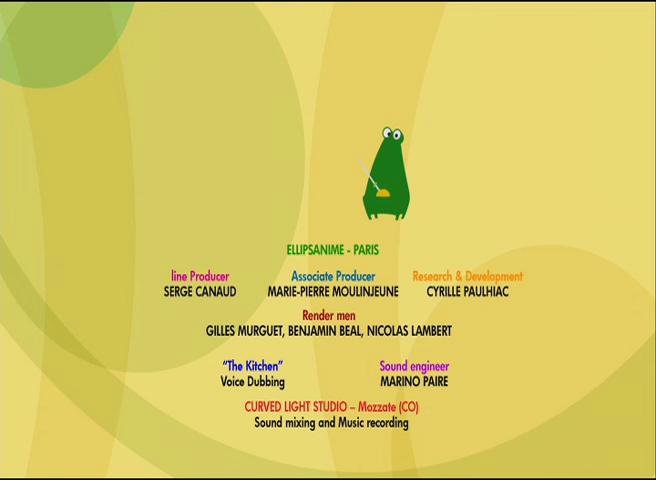 ELLIPSANIME - PARIS
line Producer Associate Producer Research & Development
SERGE CANAUD MARIE-PIERRE MOULINJEUNE CYRILLE PAULHIAC
Render men
GILLES MURGUET, BENJAMIN BEAL, NICOLAS LAMBERT
“The Kitchen” Sound engineer
Voice Dubbing MARINO PAIRE
CURVED LIGHT STUDIO – Mozzate (CO)
Sound mixing and Music recording